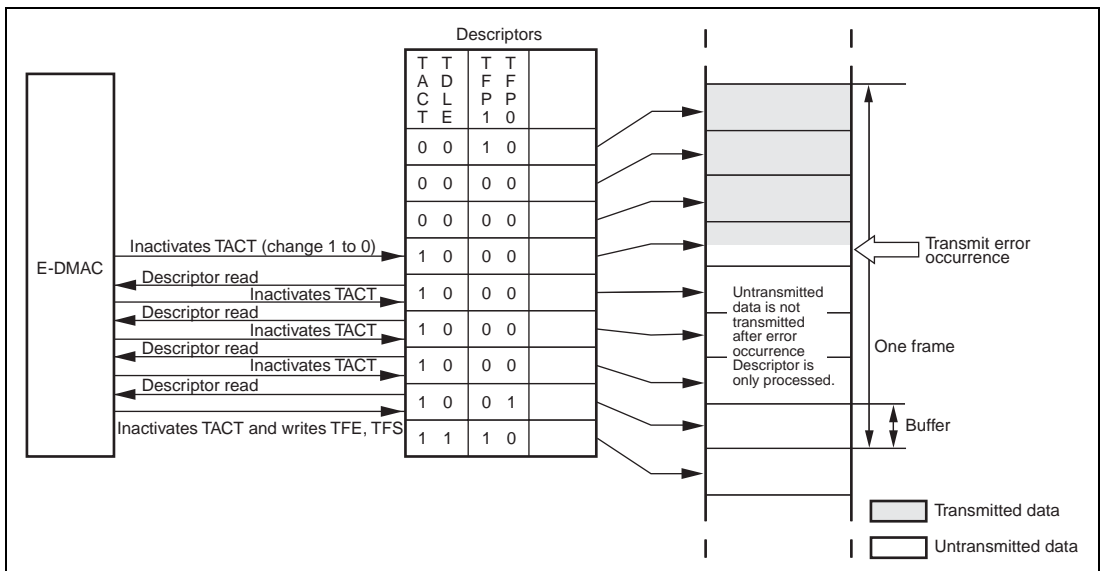 Descriptors
TACT TDLE TFP1 TFP0
0 0 1 0
0 0 0 0
0 0 0 0
1 0 0 0
1 0 0 0
1 0 0 0
1 0 0 0
1 0 0 1
1 1 1 0
E-DMAC
Inactivates TACT (change 1 to 0)
Descriptor read
Inactivates TACT
Descriptor read
Inactivates TACT
Descriptor read
Inactivates TACT
Descriptor read
Inactivates TACT and writes TFE, TFS
Transmit error
occurrence
Untransmitted
data is not
transmitted
after error
occurrence
Descriptor is
only processed.
One frame
Buffer
Transmitted data
Untransmitted data